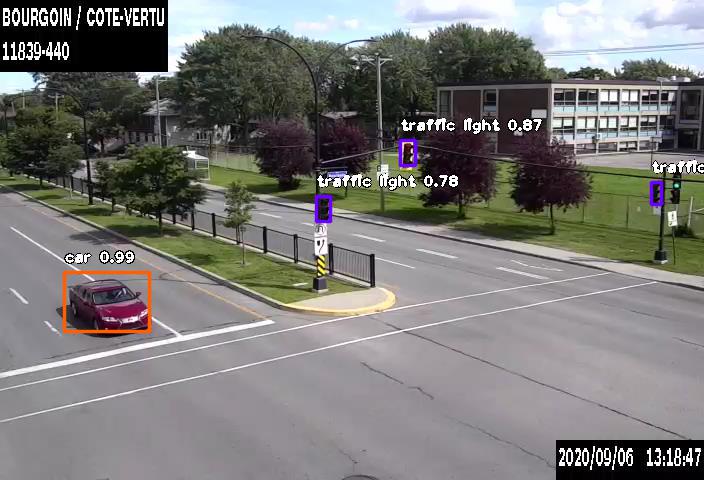 BOURGOIN / COTE-VERTU
11839-440
traffic light 0.87
traffic
traffic light 0.78
car 0.99
2020/09/06 13:18:47